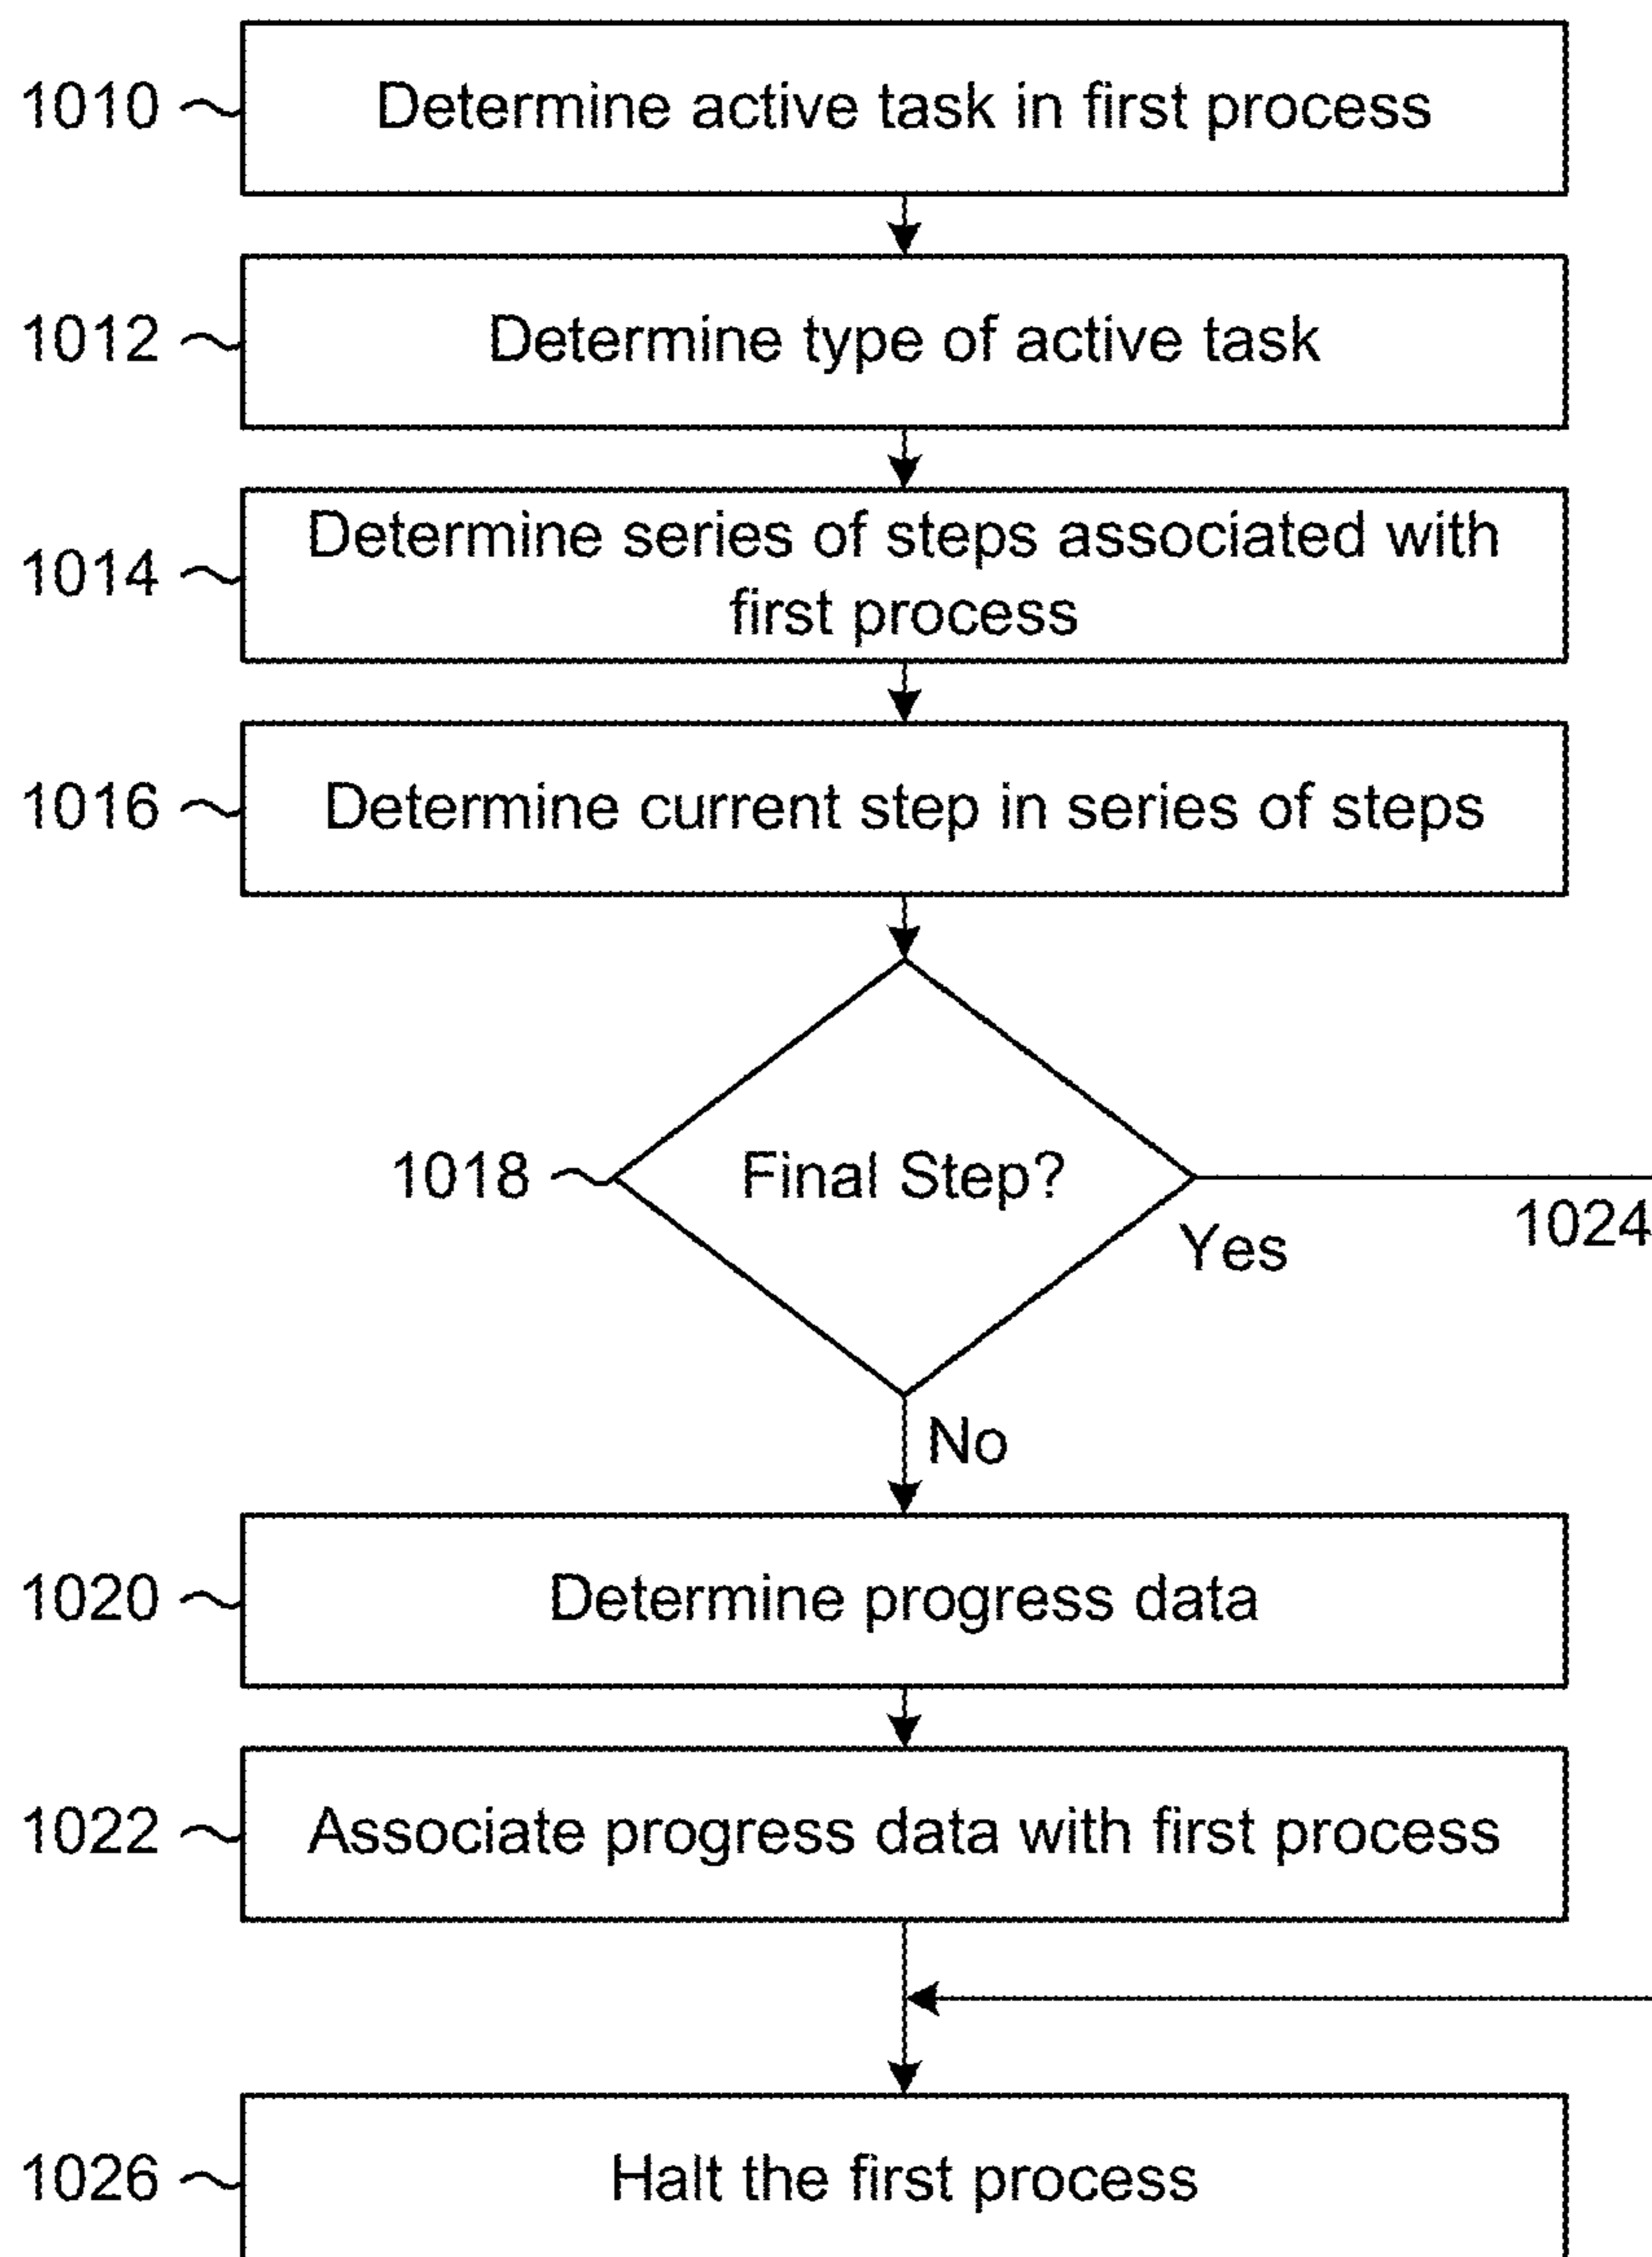 1010
Determine active task in first process
1012
Determine type of active task
1014
Determine series of steps associated with
first process
1016
Determine current step in series of steps
1018
Final Step?
1024
Yes
No
1020
Determine progress data
1022
Associate progress data with first process
1026
Halt the first process